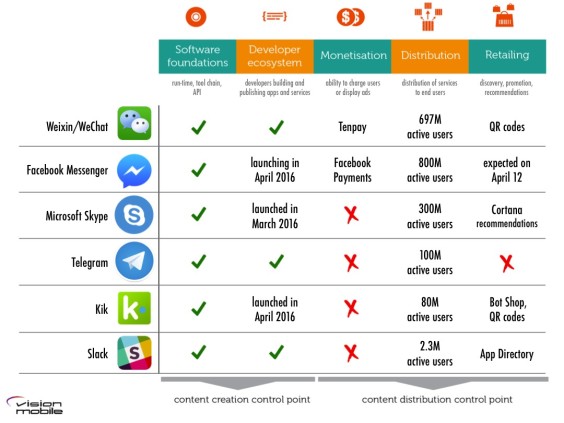 Software foundations
Developer ecosystem
Monetisation
Distribution
Retailing
run-time, tool chain, API
developers building and publishing apps and services
ability to charge users or display ads
distribution of services to end users
discovery, promotion, recommendations
Weixin/WeChat
Tenpay
697M active users
QR codes
Facebook Messenger
launching in April 2016
Facebook Payments
800M active users
expected on April 12
Microsoft Skype
launched in March 2016
300M active users
Cortana recommendations
Telegram
100M active users
Kik
k.
launched in April 2016
80M active users
Bot Shop, QR codes
Slack
S
2.3M active users
App Directory
content creation control point
content distribution control point
vision mobile